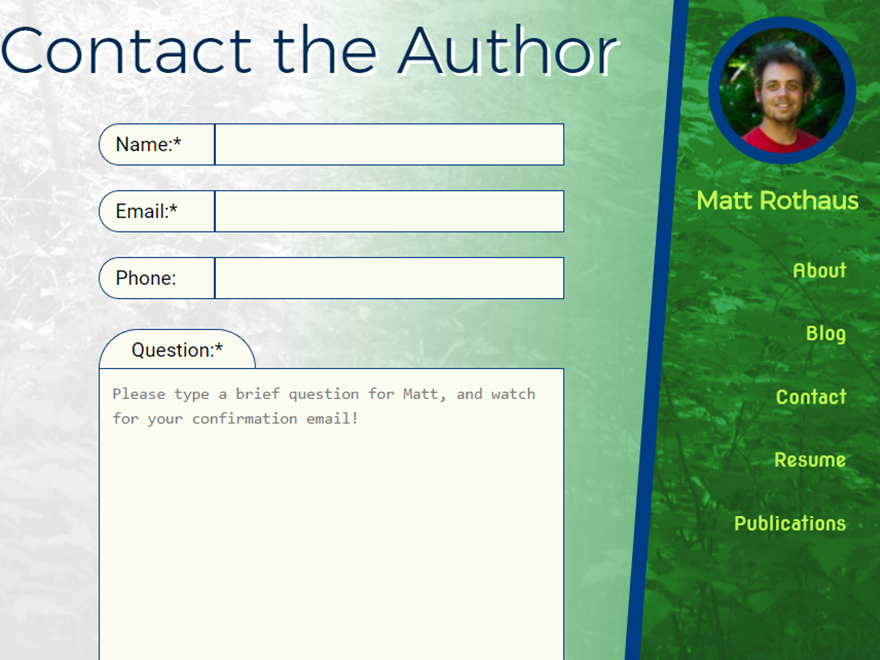 Contact the Author
Name:*
Email:*
Phone:
Question:*
Please type a brief question for Matt, and watch
for your confirmation email!
Matt Rothaus
About
Blog
Contact
Resume
Publications